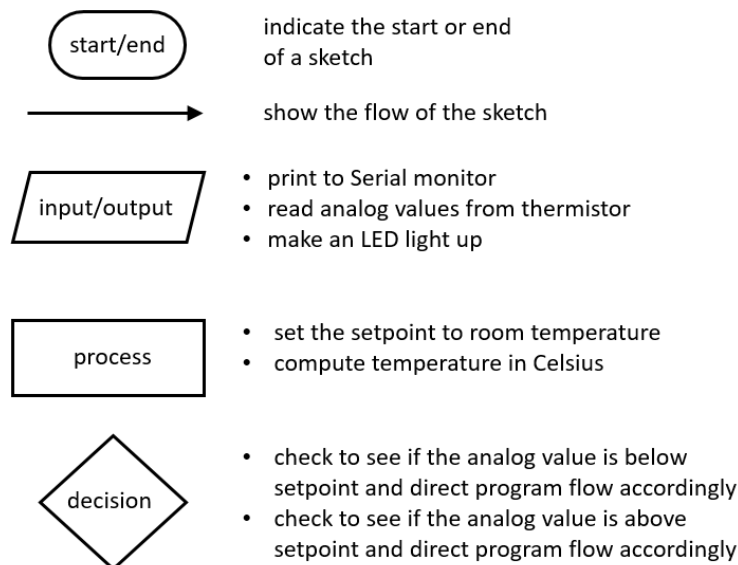 start/end
indicate the start or end
of a sketch
show the flow of the sketch
input/output
• print to Serial monitor
• read analog values from thermistor
• make an LED light up
process
• set the setpoint to room temperature
• compute temperature in Celsius
decision
• check to see if the analog value is below
setpoint and direct program flow accordingly
• check to see if the analog value is above
setpoint and direct program flow accordingly